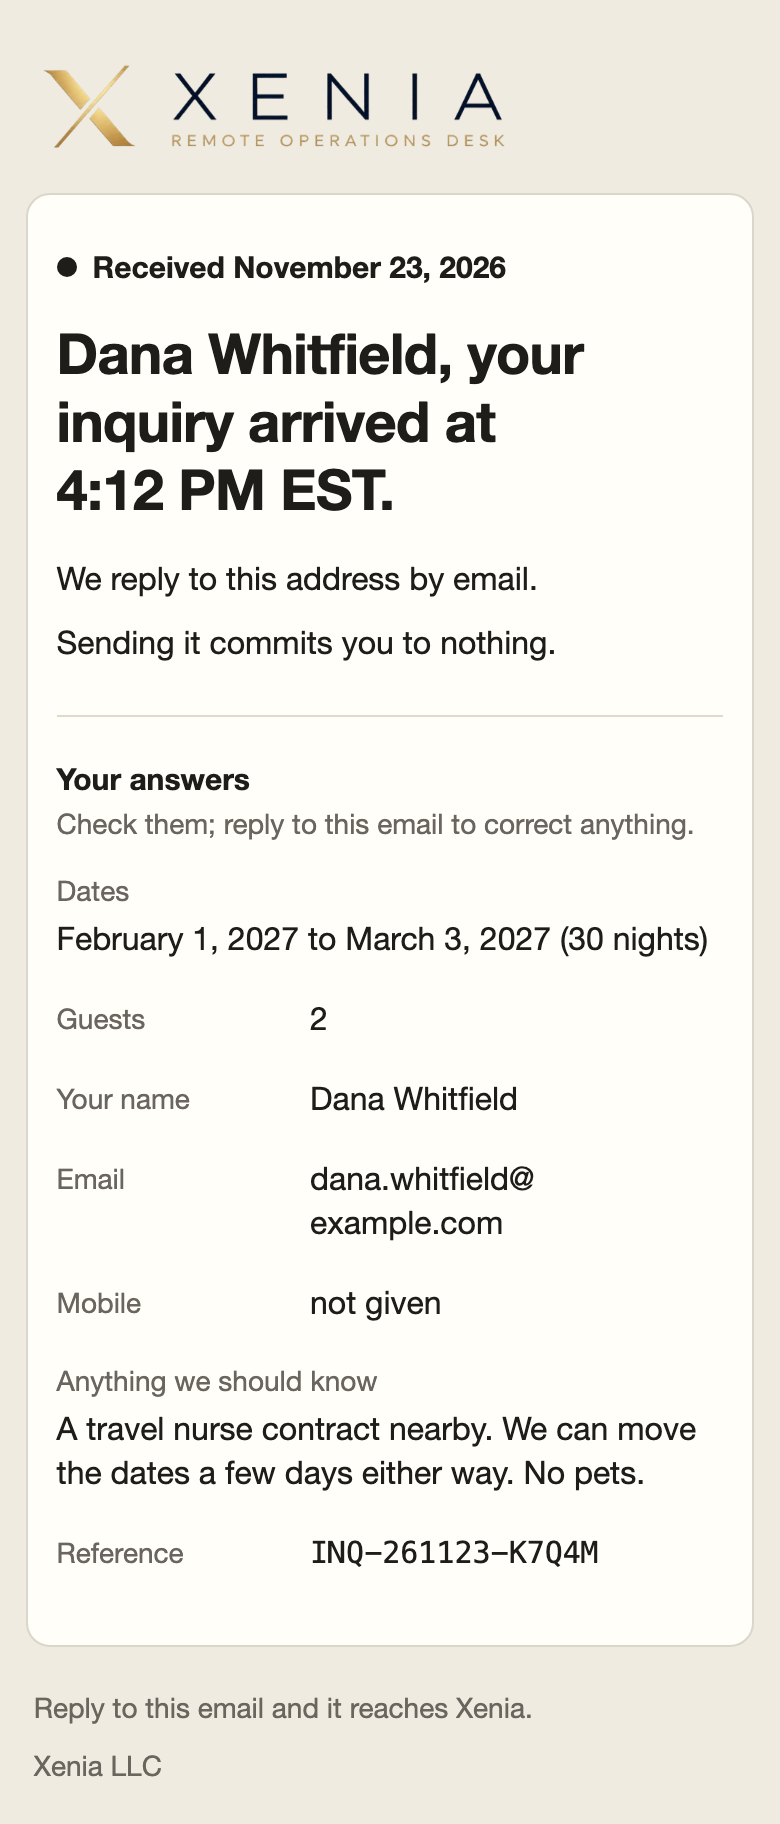 XENIA
REMOTE OPERATIONS DESK
Received November 23, 2026
Dana Whitfield, your
inquiry arrived at
4:12 PM EST.
We reply to this address by email.
Sending it commits you to nothing.
Your answers
Check them; reply to this email to correct anything.
Dates
February 1, 2027 to March 3, 2027 (30 nights)
Guests 2
Your name Dana Whitfield
Email dana.whitfield@
example.com
Mobile not given
Anything we should know
A travel nurse contract nearby. We can move
the dates a few days either way. No pets.
Reference INQ-261123-K7Q4M
Reply to this email and it reaches Xenia.
Xenia LLC